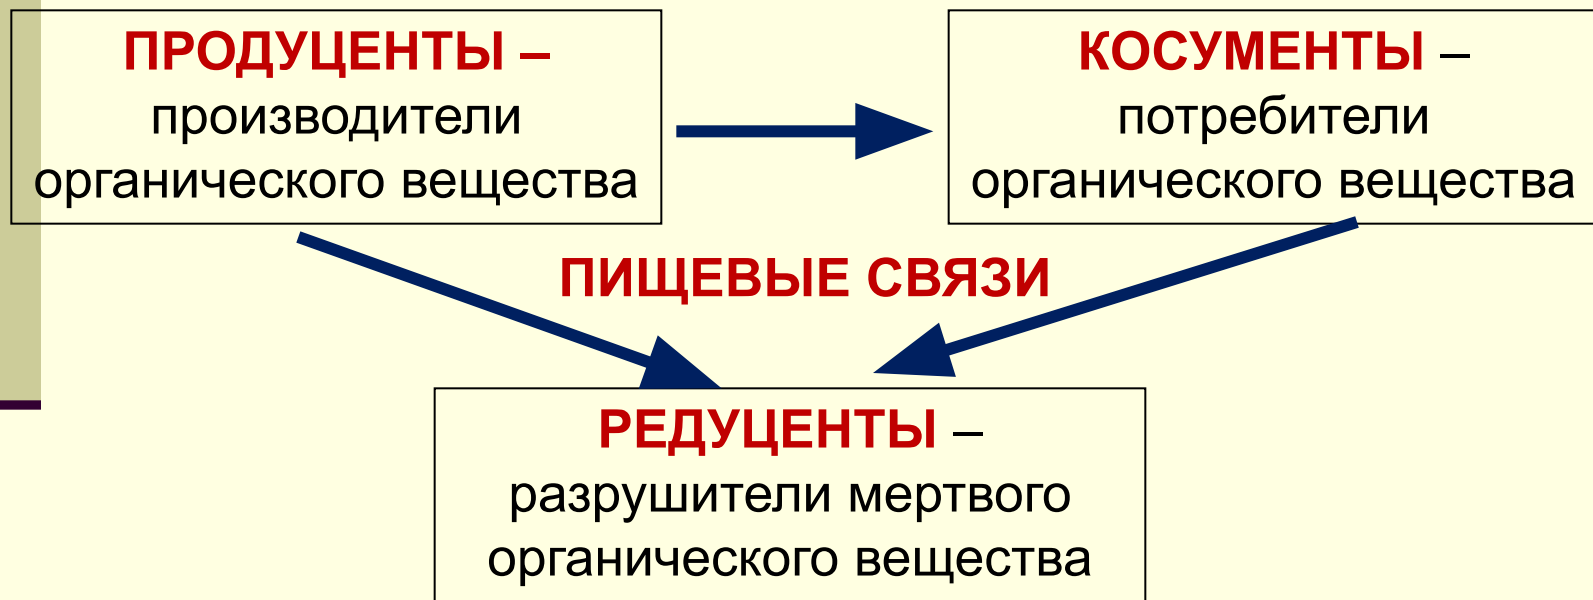 ПРОДУЦЕНТЫ –
производители
органического вещества
КОСУМЕНТЫ –
потребители
органического вещества
ПИЩЕВЫЕ СВЯЗИ
РЕДУЦЕНТЫ –
разрушители мертвого
органического вещества